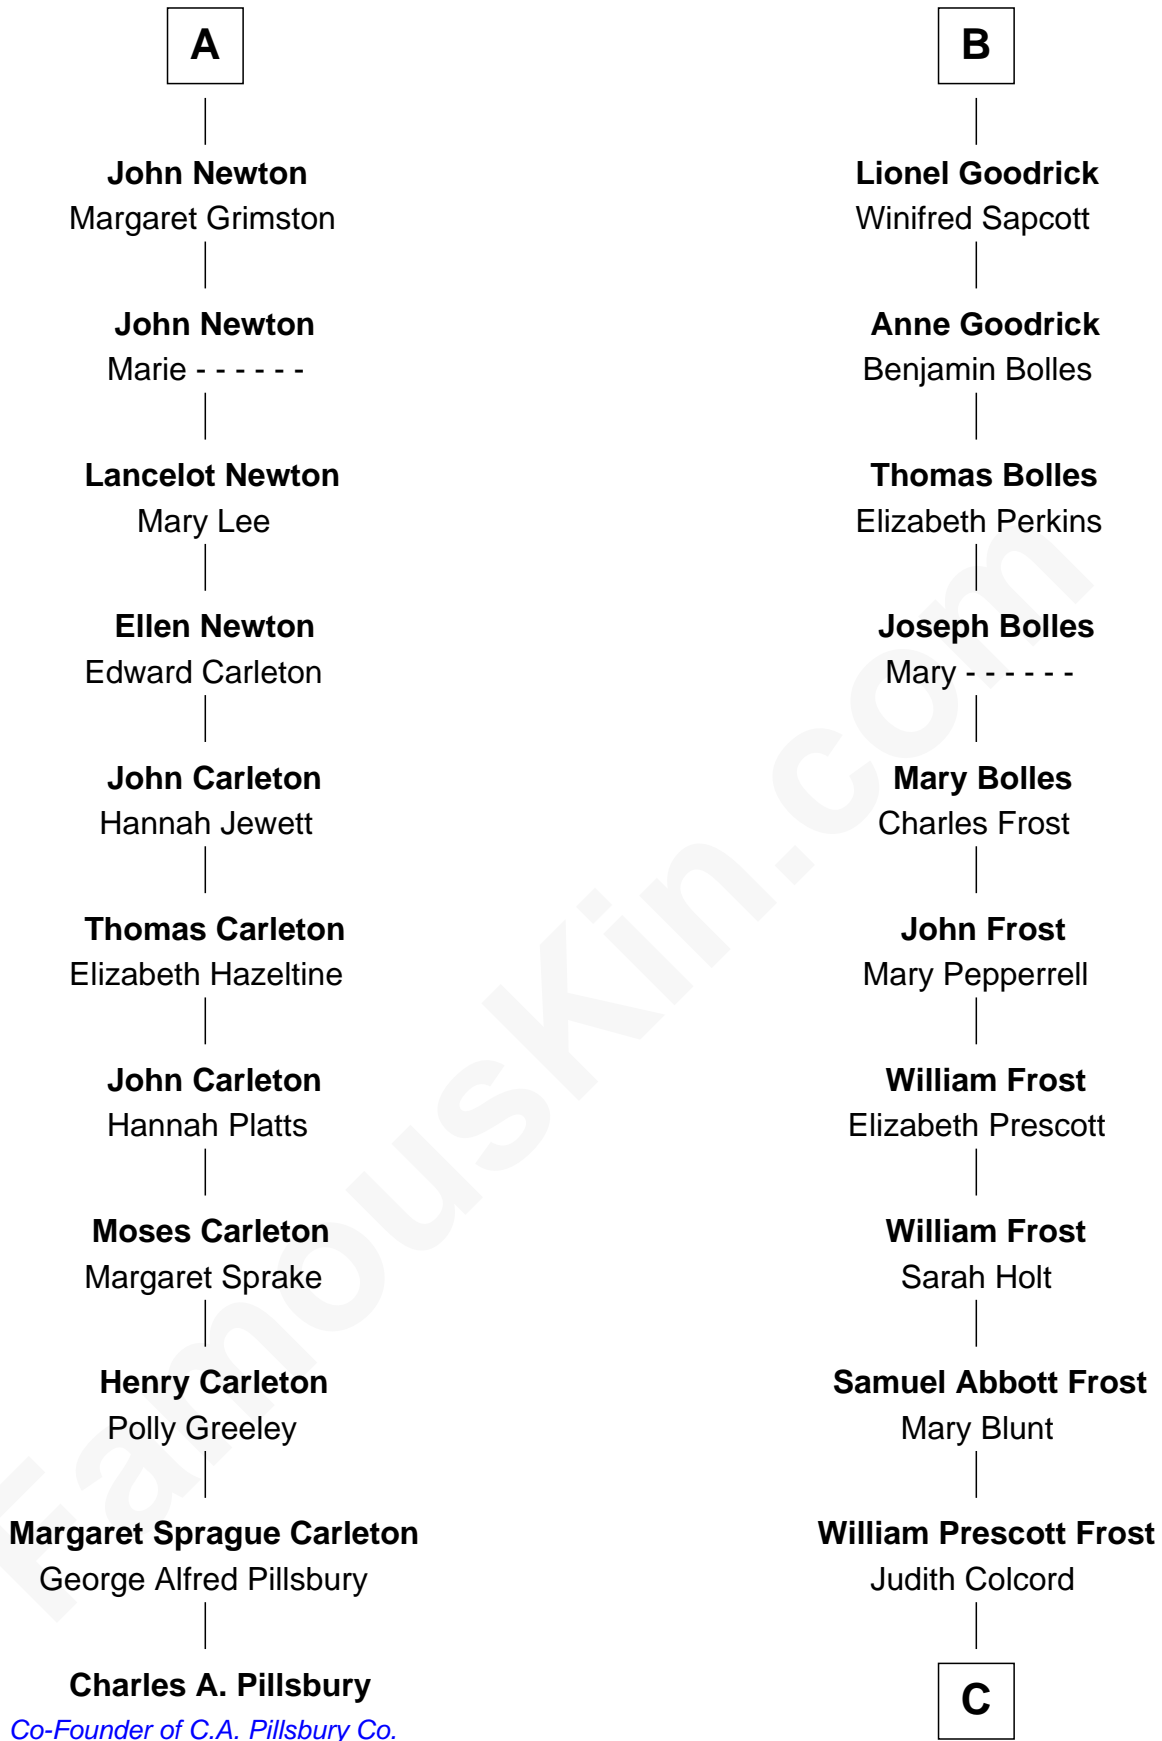 A
John Newton
Margaret Grimston
John Newton
Marie - - - - - -
Lancelot Newton
Mary Lee
Ellen Newton
Edward Carleton
John Carleton
Hannah Jewett
Thomas Carleton
Elizabeth Hazeltine
John Carleton
Hannah Platts
Moses Carleton
Margaret Sprake
Henry Carleton
Polly Greeley
Margaret Sprague Carleton
George Alfred Pillsbury
Charles A. Pillsbury
Co-Founder of C.A. Pillsbury Co.
B
Lionel Goodrick
Winifred Sapcott
Anne Goodrick
Benjamin Bolles
Thomas Bolles
Elizabeth Perkins
Joseph Bolles
Mary - - - - - -
Mary Bolles
Charles Frost
John Frost
Mary Pepperrell
William Frost
Elizabeth Prescott
William Frost
Sarah Holt
Samuel Abbott Frost
Mary Blunt
William Prescott Frost
Judith Colcord
C
FamousKin.com